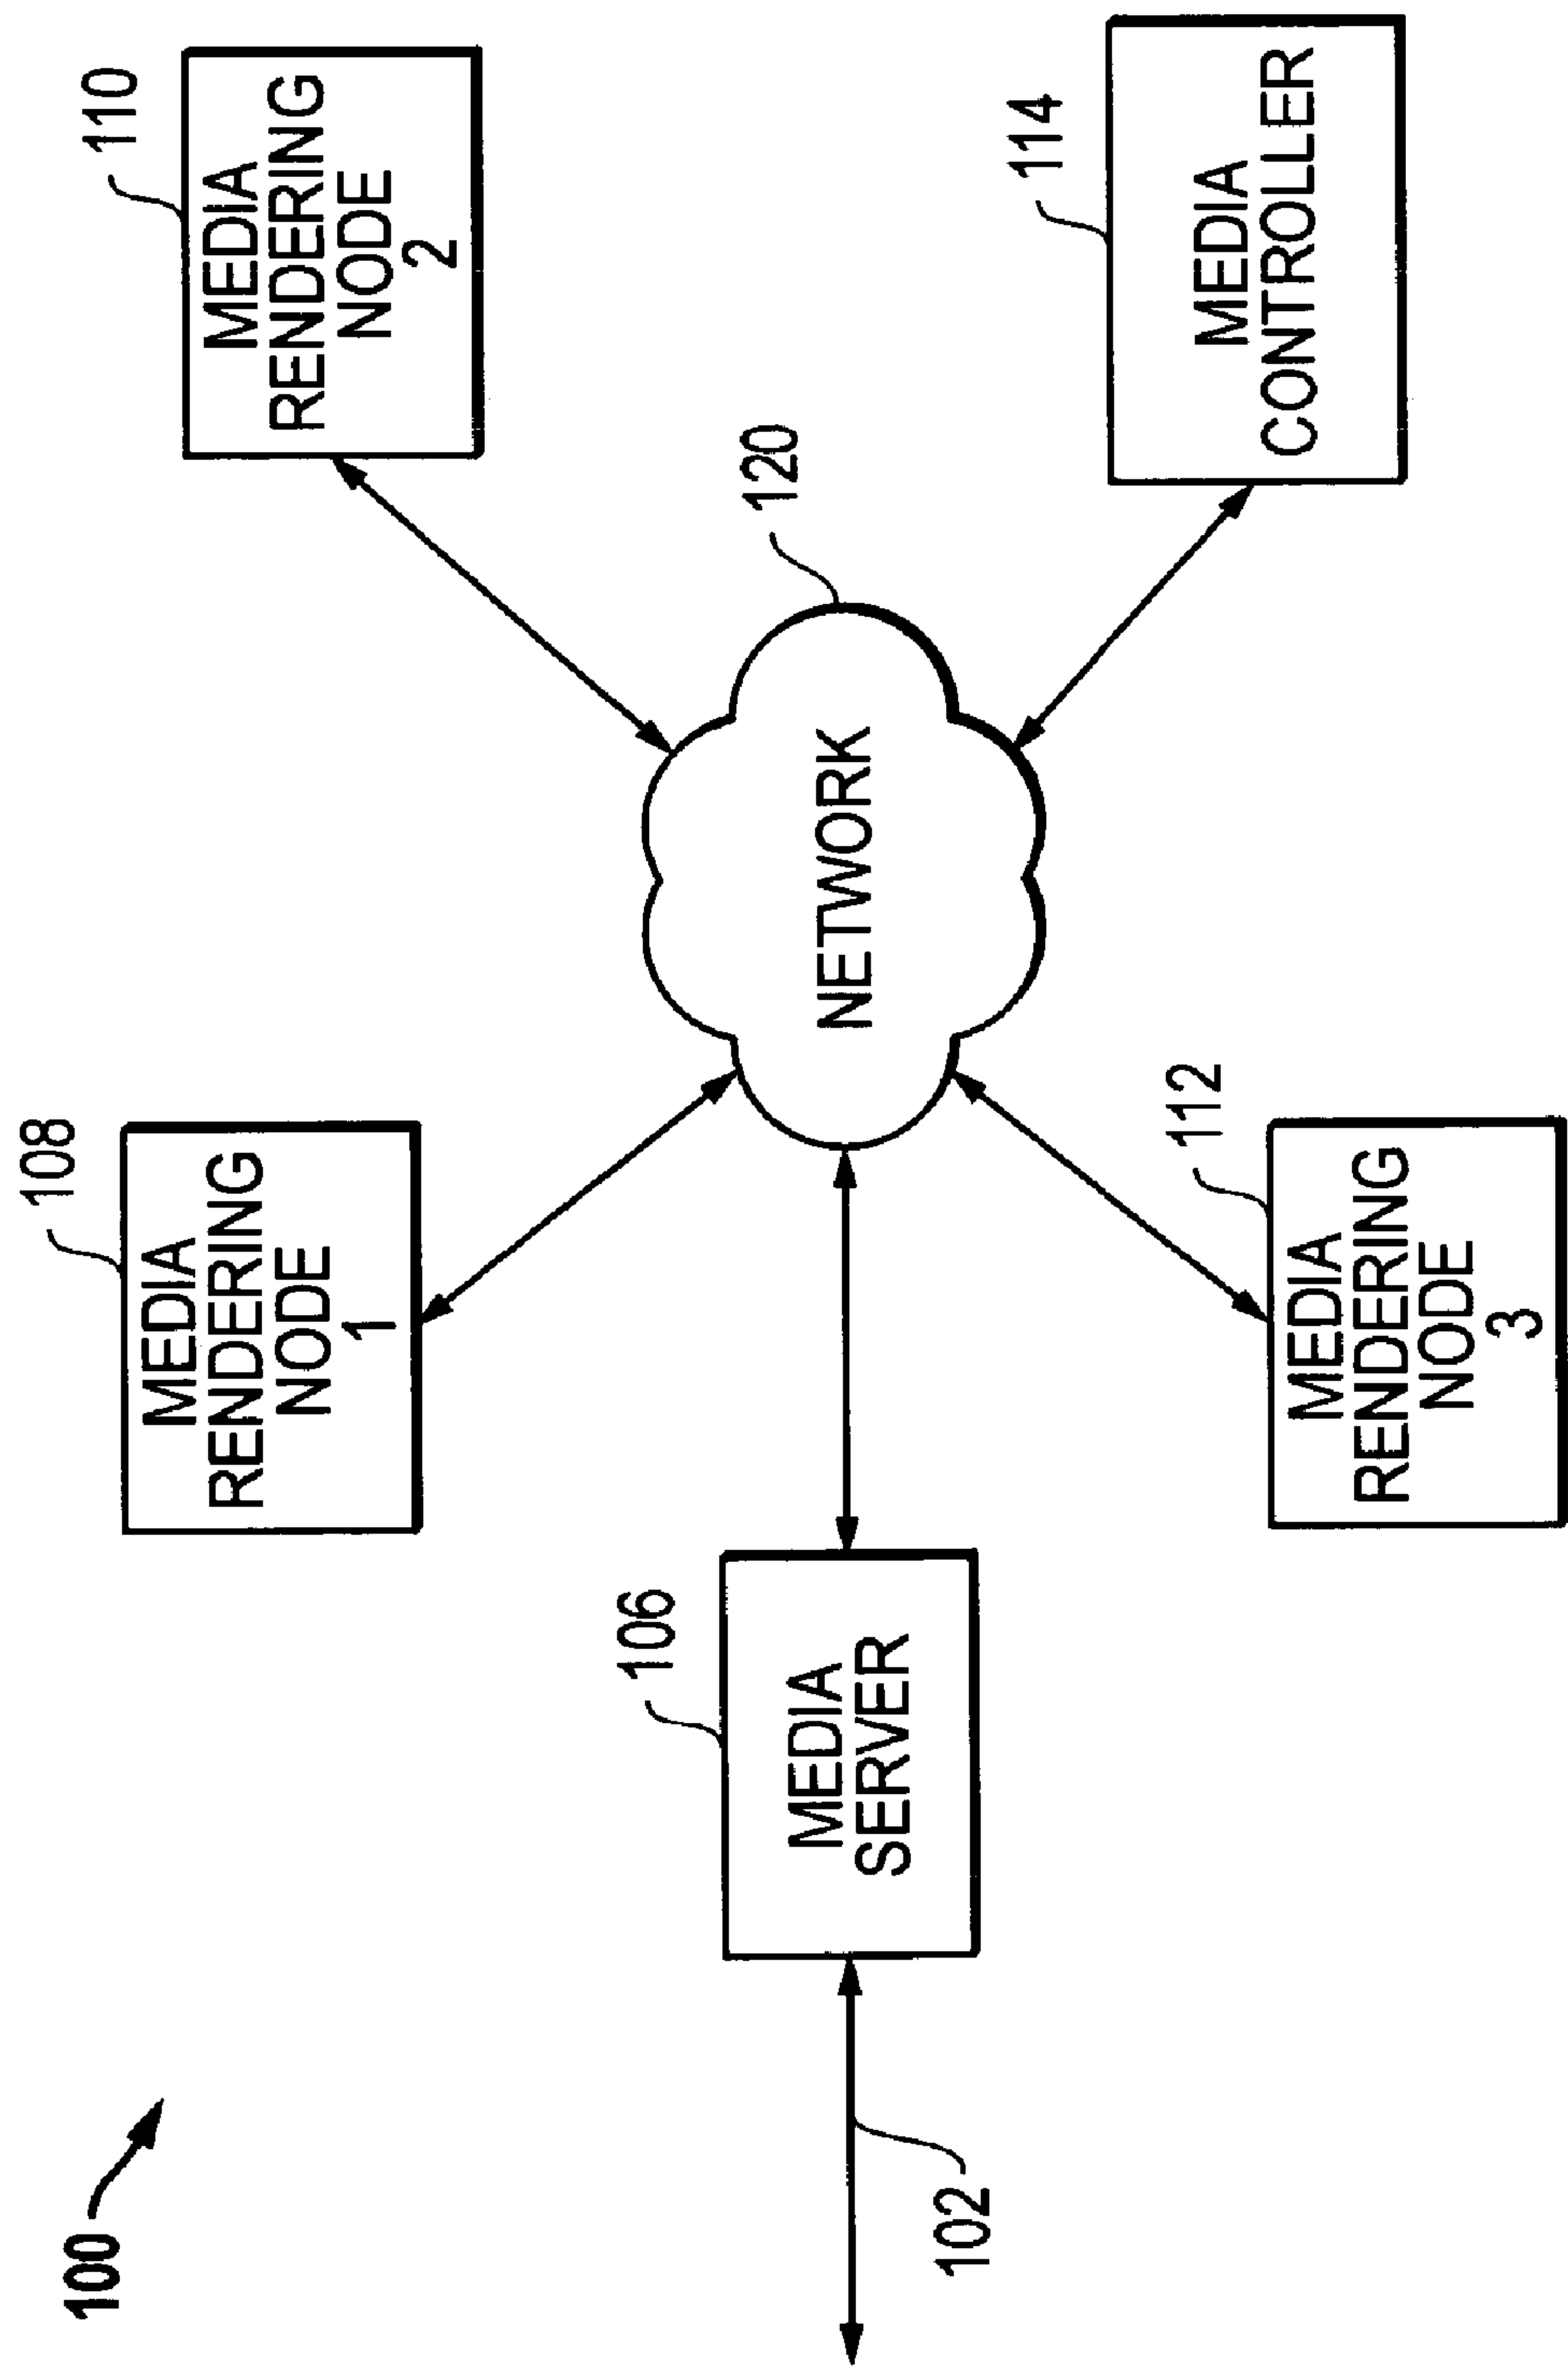 100
102
106
MEDIA
SERVER
108
MEDIA
RENDERING
NODE
1
110
MEDIA
RENDERING
NODE
2
120
NETWORK
112
MEDIA
RENDERING
NODE
3
114
MEDIA
CONTROLLER